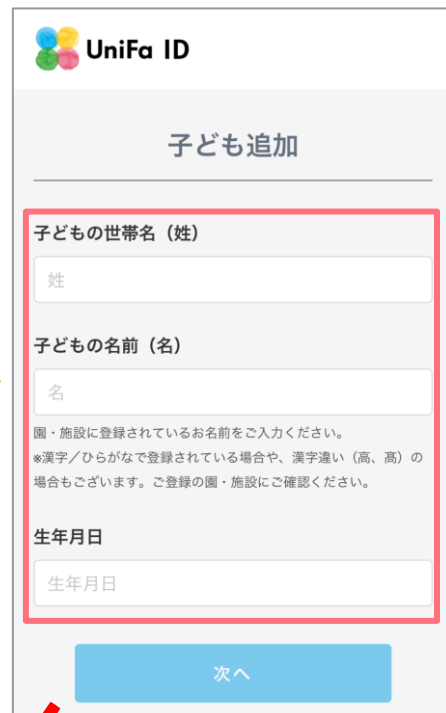 UniFa ID
子ども追加
子どもの世帯名（姓）
姓
子どもの名前（名）
名
園・施設に登録されているお名前をご入力ください。
※漢字／ひらがなで登録されている場合や、漢字違い（高、髙）の
場合もございます。ご登録の園・施設にご確認ください。
生年月日
生年月日
次へ